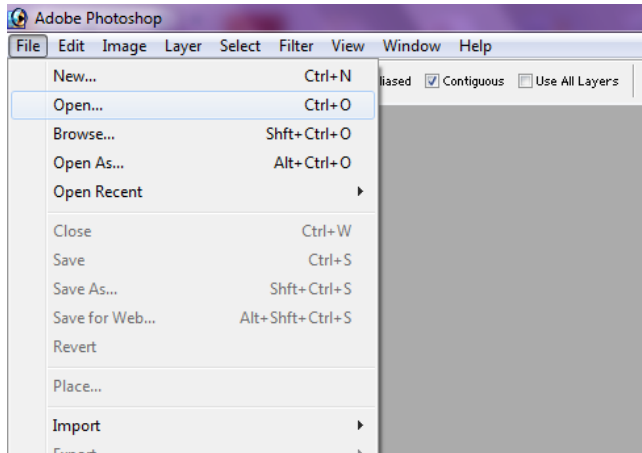 Adobe Photoshop
File Edit Image Layer Select Filter View Window Help
liased Contiguous Use All Layers
New... Ctrl+N
Open... Ctrl+O
Browse... Shft+Ctrl+O
Open As... Alt+Ctrl+O
Open Recent
Close Ctrl+W
Save Ctrl+S
Save As... Shft+Ctrl+S
Save for Web... Alt+Shft+Ctrl+S
Revert
Place...
Import